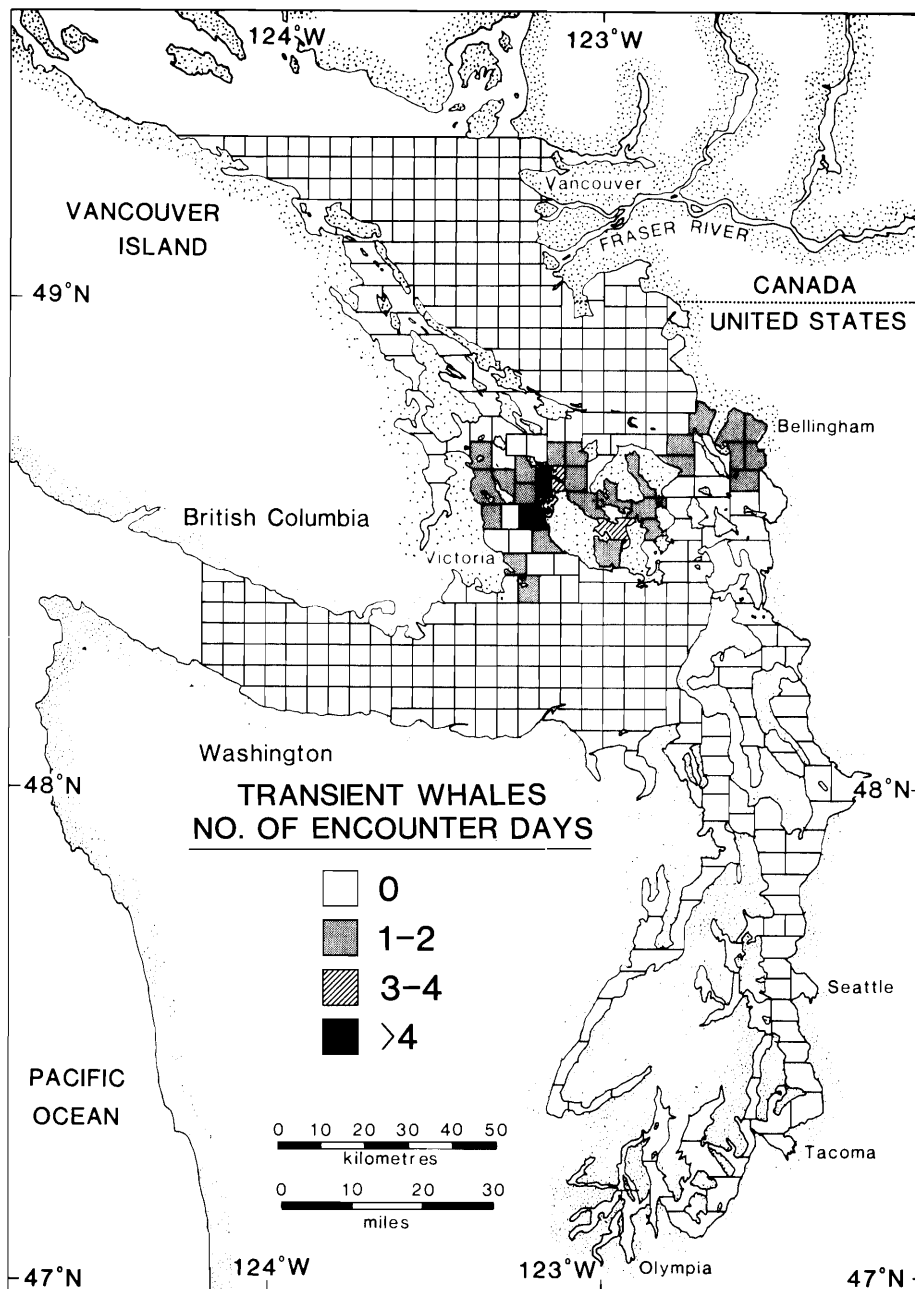 124°W
123°W
Vancouver
VANCOUVER
ISLAND
FRASER RIVER
49°N
CANADA
UNITED STATES
Bellingham
British Columbia
Victoria
Washington
48°N
48°N
TRANSIENT WHALES
NO. OF ENCOUNTER DAYS
0
1-2
3-4
>4
Seattle
PACIFIC
OCEAN
0 10 20 30 40 50
kilometres
0 10 20 30
miles
Tacoma
124°W
123°W
Olympia
47°N
47°N